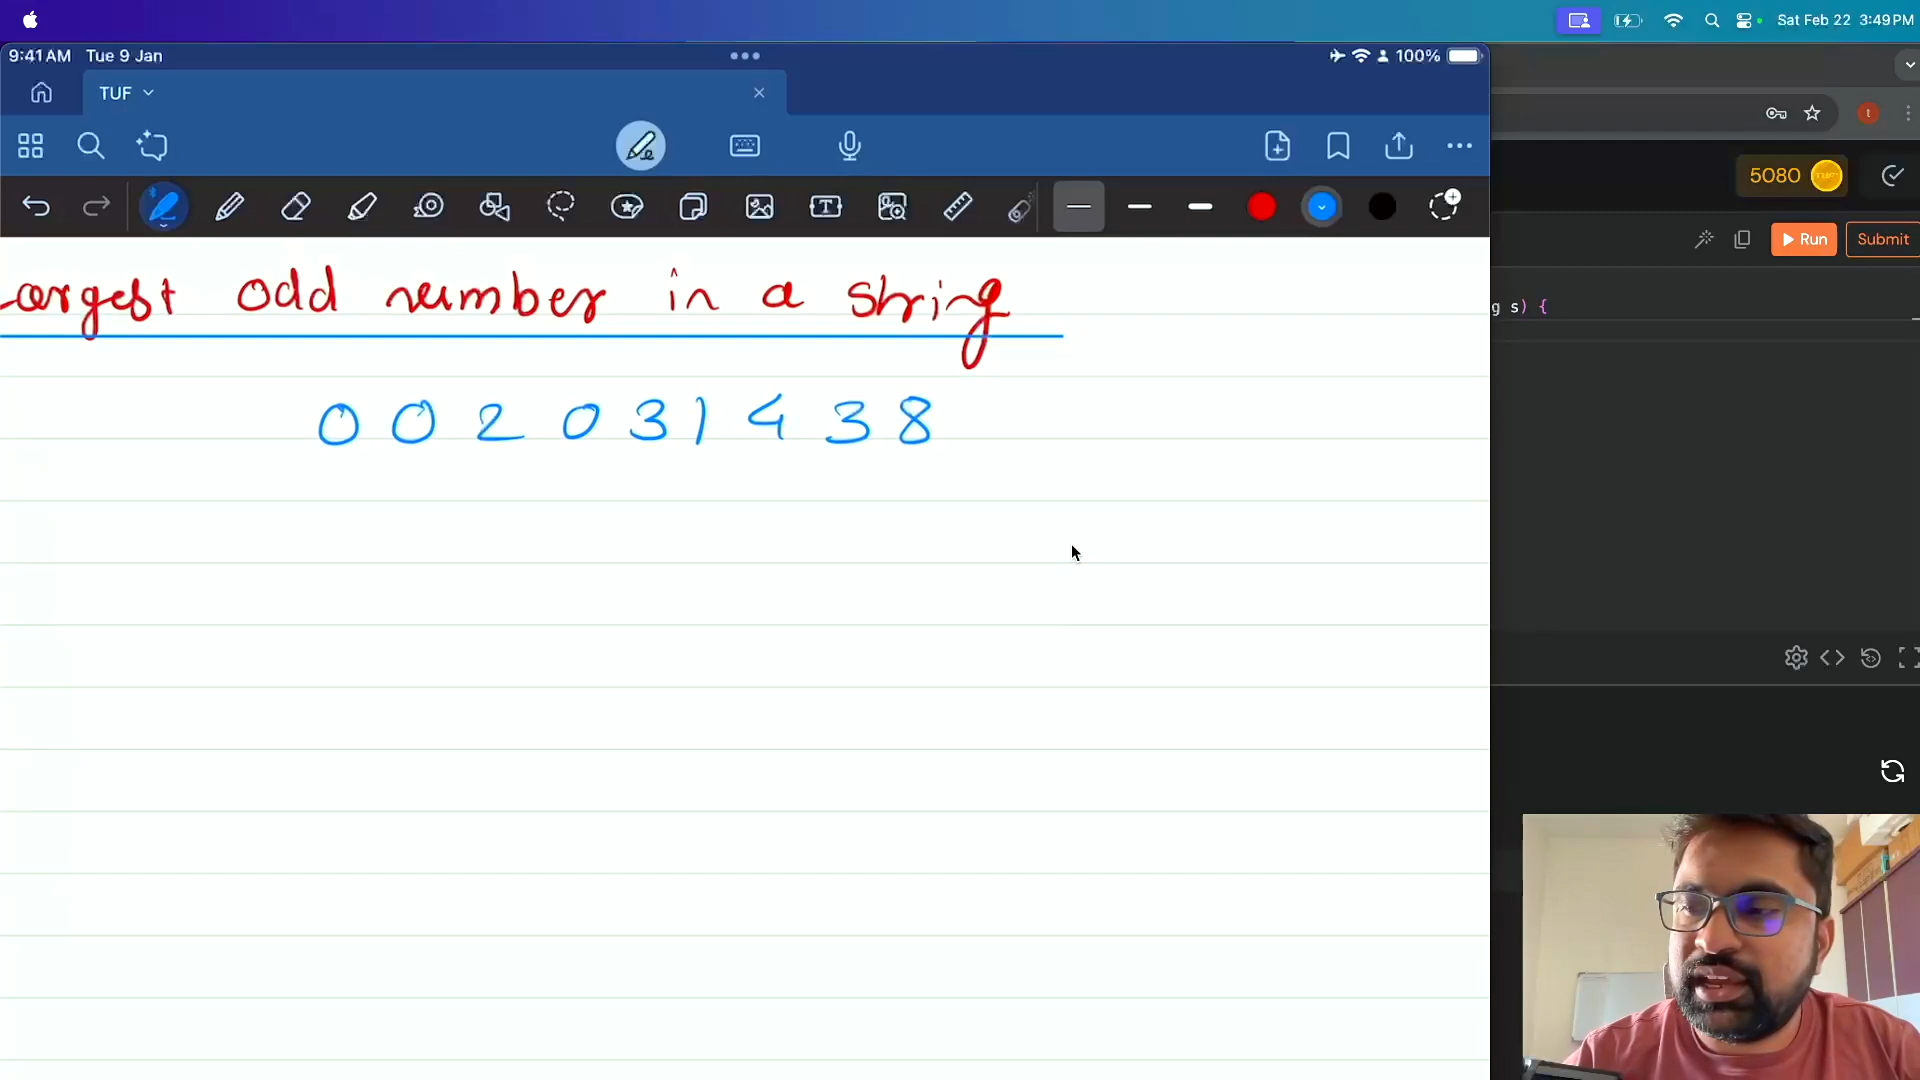 Sat Feb 22 3:49 PM
9:41 AM Tue 9 Jan
100%
TUF
5080
T
t
Run
Submit
argest odd number in a string
g s) {
0 0 2 0 3 1 4 3 8